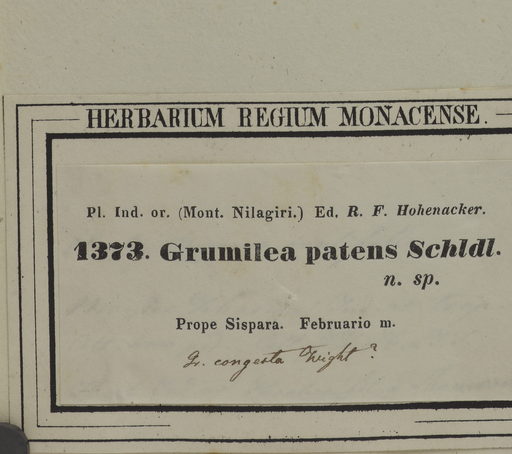 HERBARIUM REGIUM MONACENSE.
Pl. Ind. or. (Mont. Nilagiri.) Ed. R. F. Hohenacker.
1373. Grumilea patens Schldl.
n. sp.
Prope Sispara. Februario m.
Gr. congesta Wight?